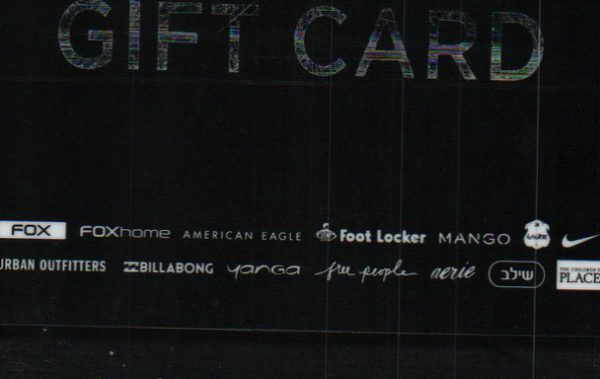 GIFT CARD
FOX FOXhome AMERICAN EAGLE Foot Locker MANGO
URBAN OUTFITTERS BILLABONG yanga free people aerie שילב THE CHILDREN'S PLACE